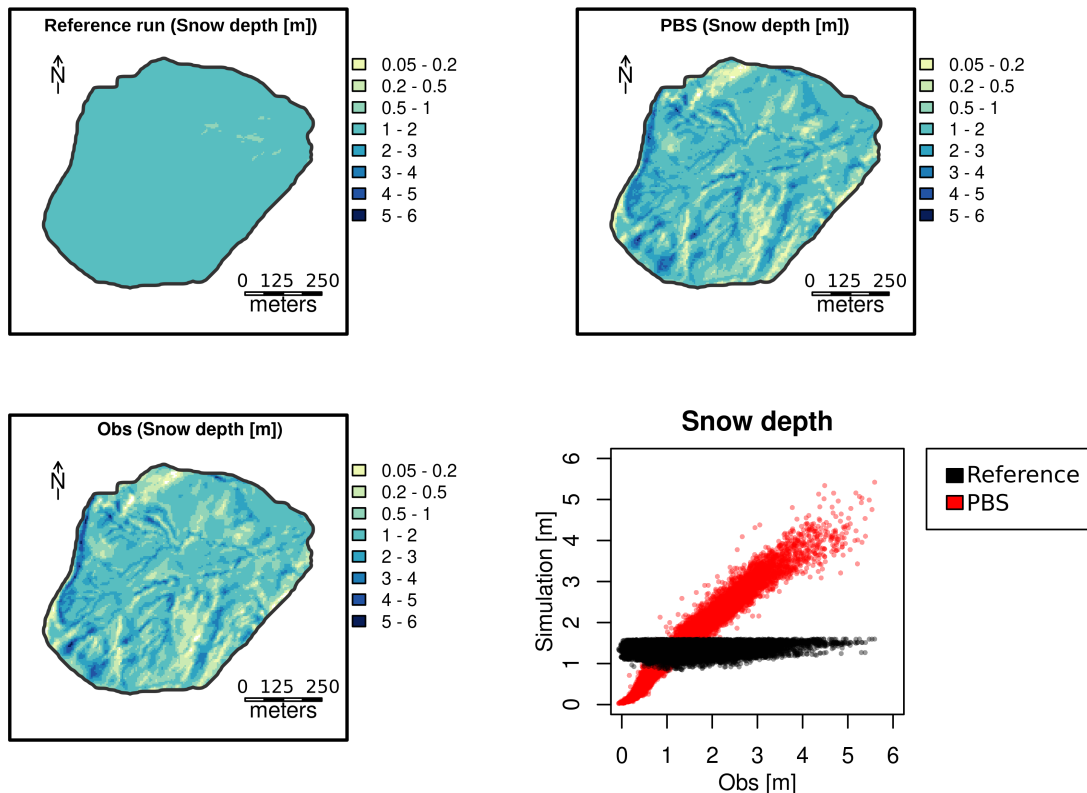 Reference run (Snow depth [m])
N
0.05 - 0.2
0.2 - 0.5
0.5 - 1
1 - 2
2 - 3
3 - 4
4 - 5
5 - 6
0 125 250
meters
PBS (Snow depth [m])
N
0.05 - 0.2
0.2 - 0.5
0.5 - 1
1 - 2
2 - 3
3 - 4
4 - 5
5 - 6
0 125 250
meters
Obs (Snow depth [m])
N
0.05 - 0.2
0.2 - 0.5
0.5 - 1
1 - 2
2 - 3
3 - 4
4 - 5
5 - 6
0 125 250
meters
Snow depth
Simulation [m]
6
5
4
3
2
1
0
0 1 2 3 4 5 6
Obs [m]
Reference
PBS